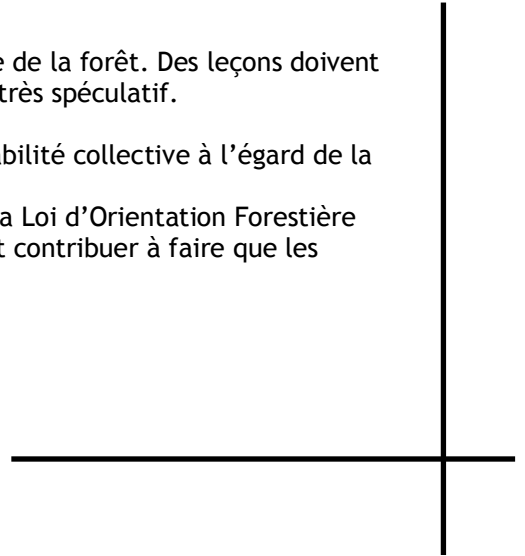 de la forêt. Des leçons doivent
très spéculatif.
abilité collective à l’égard de la
a Loi d’Orientation Forestière
t contribuer à faire que les